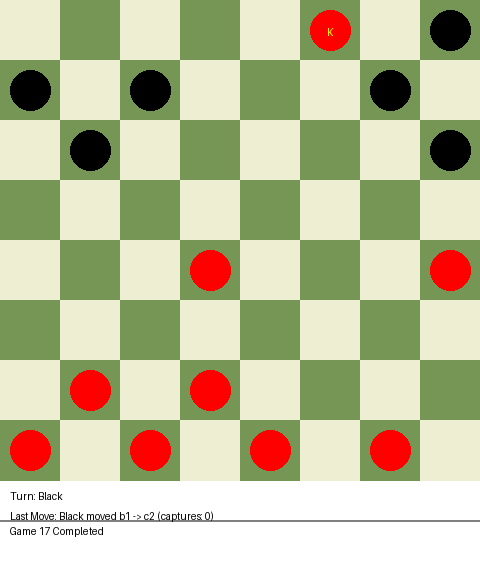 K
Turn: Black
Last Move: Black moved b1 -> c2 (captures: 0)
Game 17 Completed